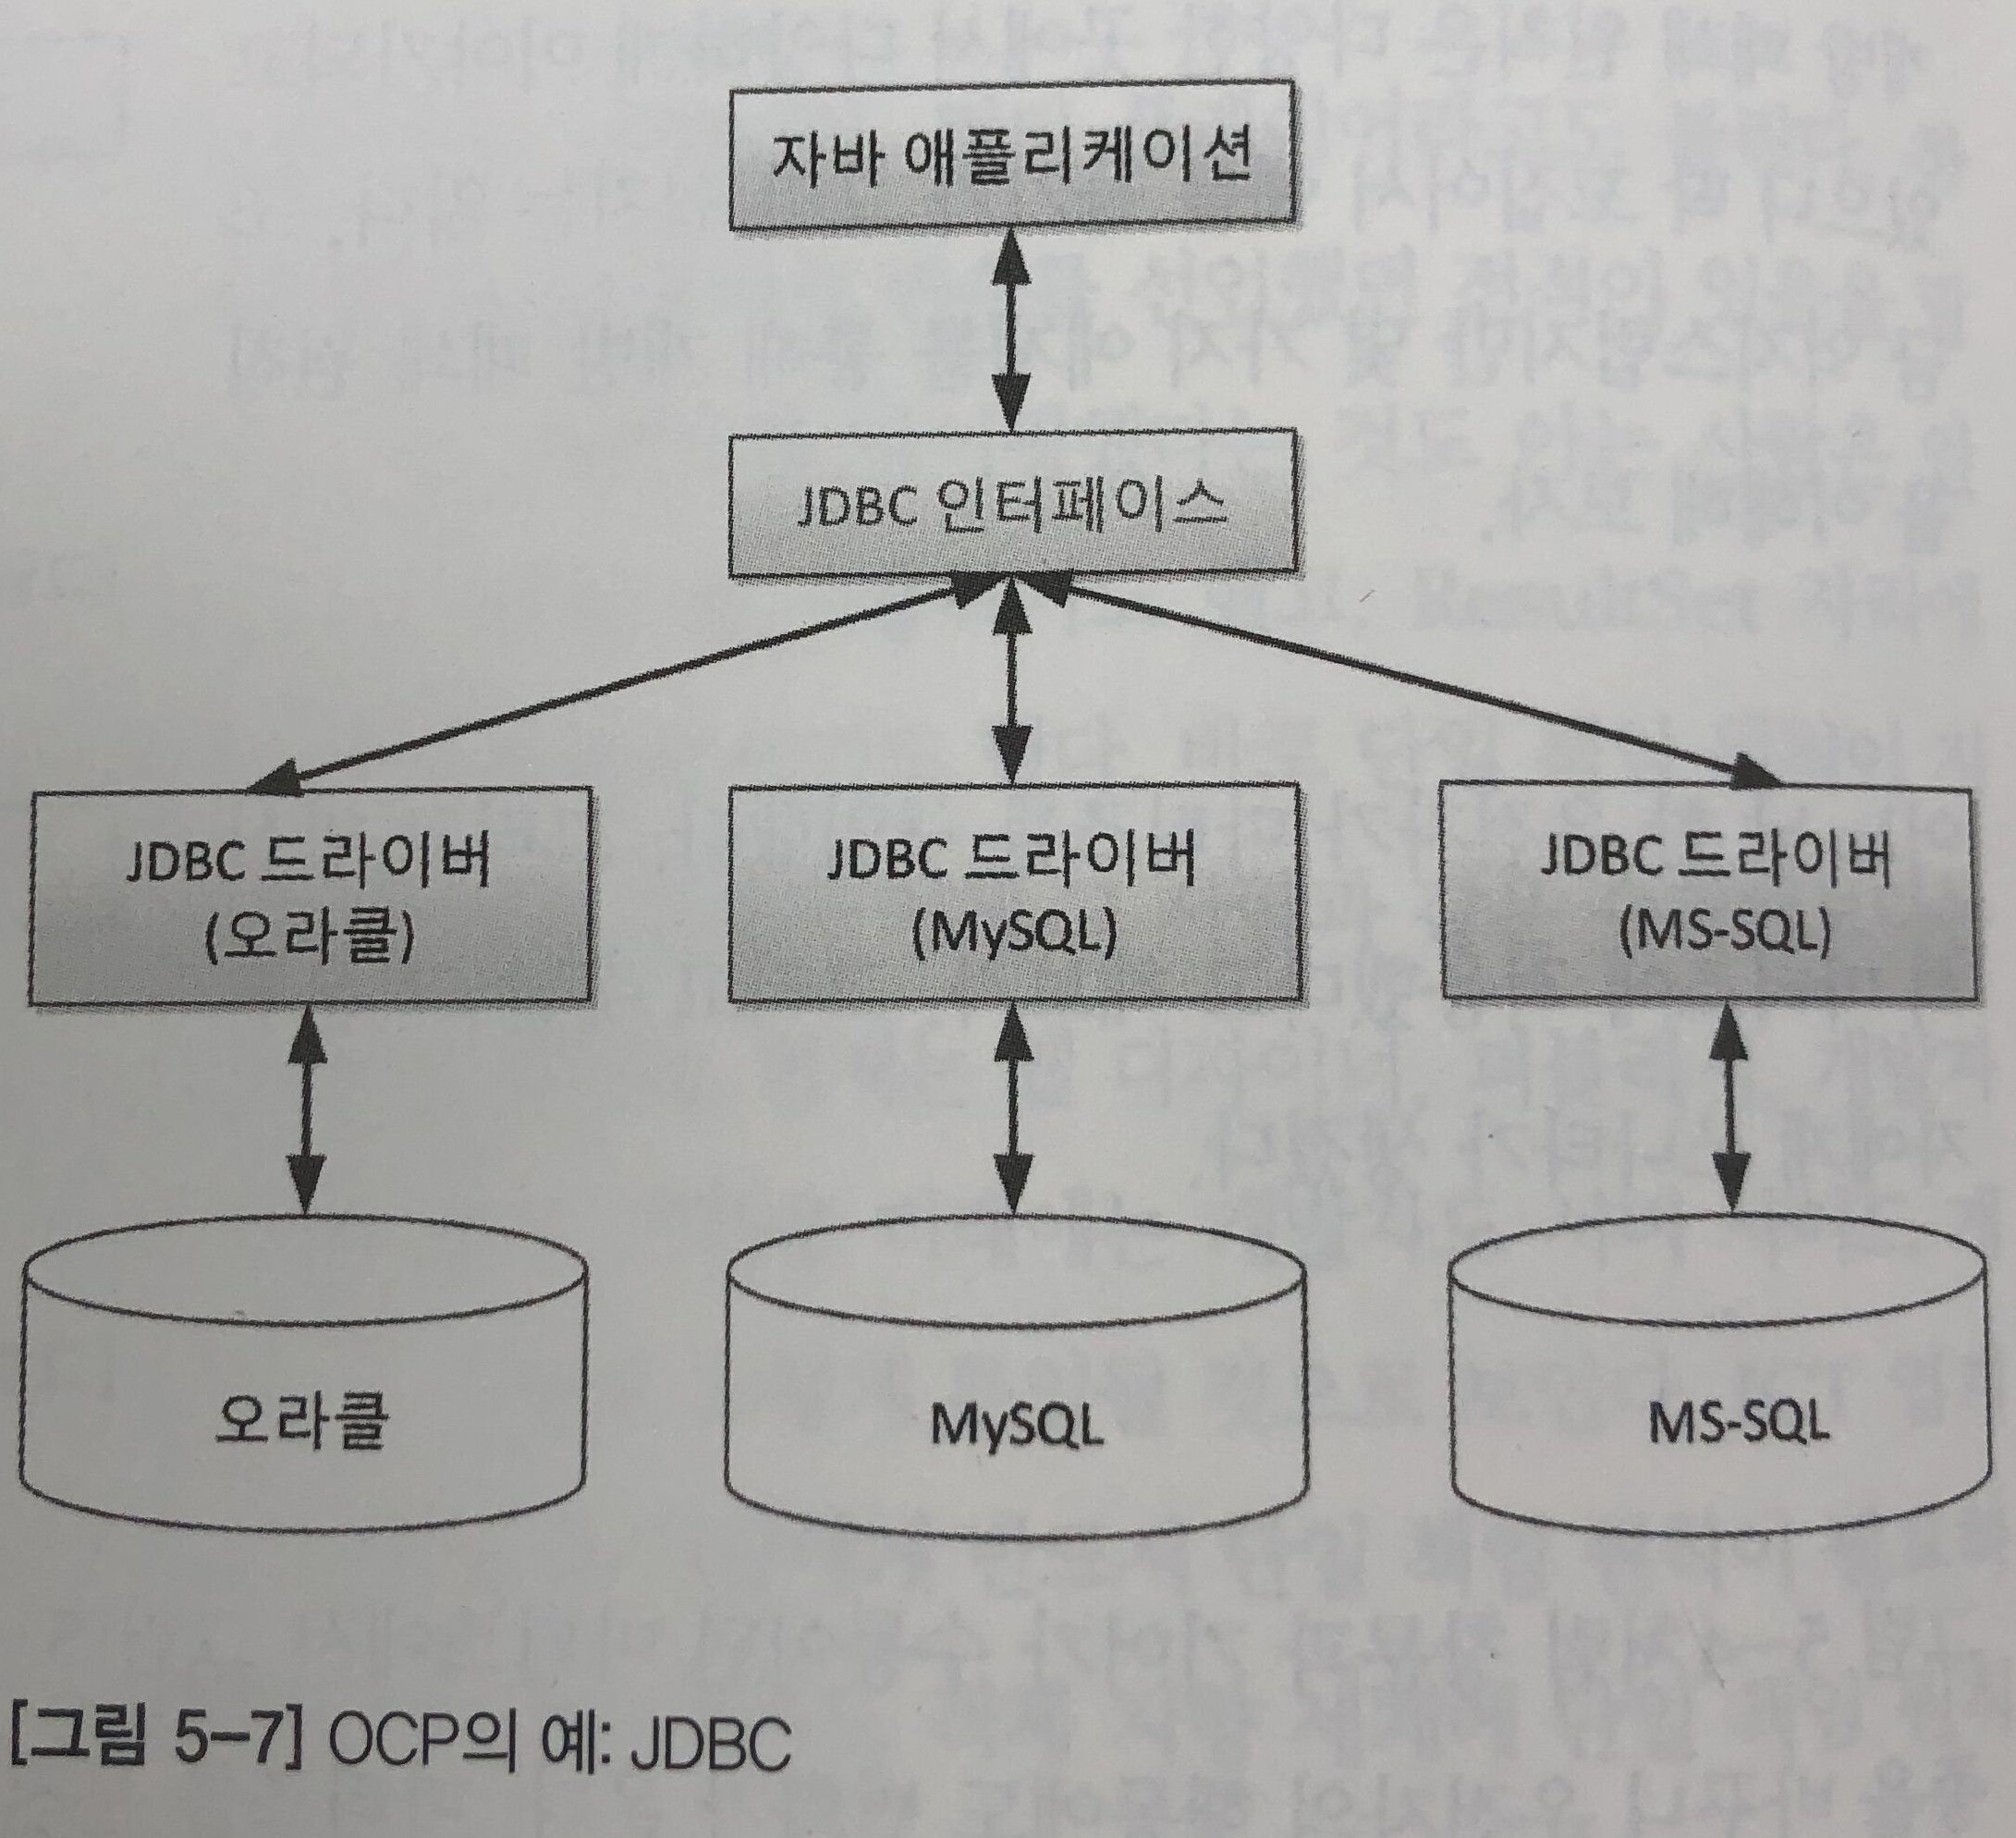 자바 애플리케이션
JDBC 인터페이스
JDBC 드라이버
(오라클)
JDBC 드라이버
(MySQL)
JDBC 드라이버
(MS-SQL)
오라클
MySQL
MS-SQL
[그림 5-7] OCP의 예: JDBC